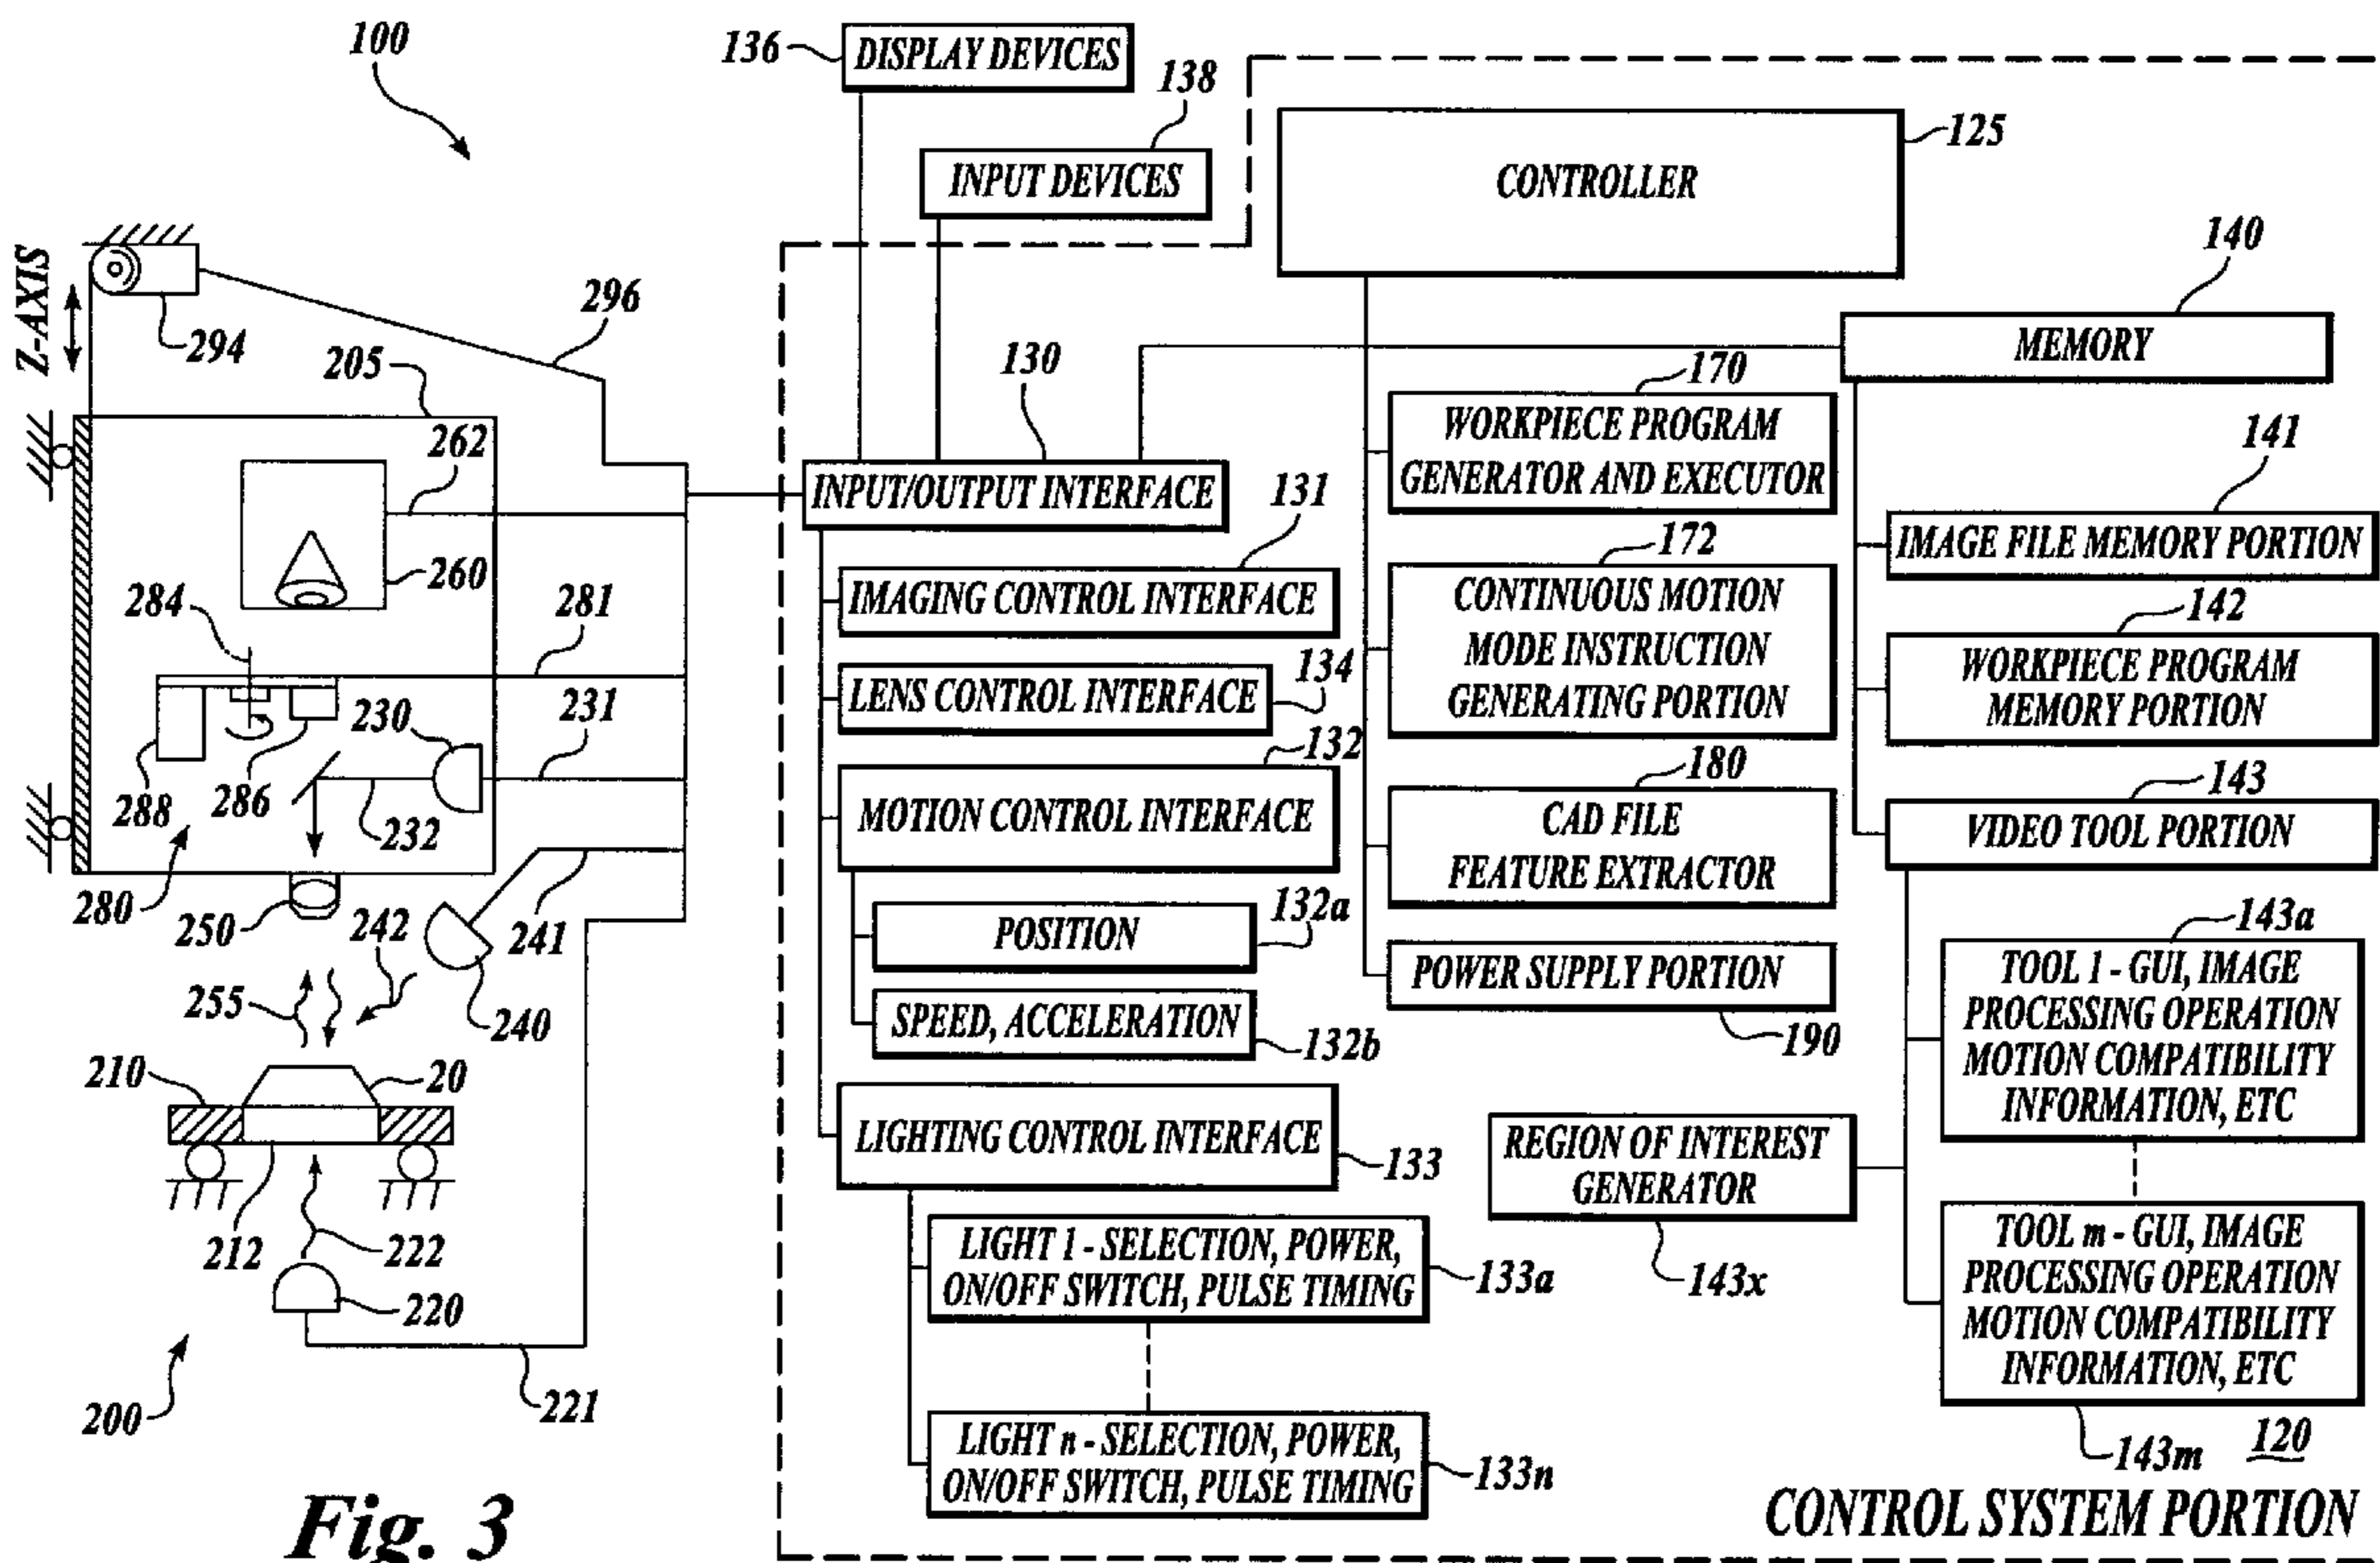 100
136
DISPLAY DEVICES
138
INPUT DEVICES
125
CONTROLLER
Z-AXIS
294
296
205
262
260
284
281
288
286
230
231
232
280
250
242
241
240
255
210
20
212
222
220
221
200
130
INPUT/OUTPUT INTERFACE
131
IMAGING CONTROL INTERFACE
134
LENS CONTROL INTERFACE
132
MOTION CONTROL INTERFACE
132a
POSITION
SPEED, ACCELERATION
132b
LIGHTING CONTROL INTERFACE
133
LIGHT 1 - SELECTION, POWER,
ON/OFF SWITCH, PULSE TIMING
133a
LIGHT n - SELECTION, POWER,
ON/OFF SWITCH, PULSE TIMING
133n
170
WORKPIECE PROGRAM
GENERATOR AND EXECUTOR
172
CONTINUOUS MOTION
MODE INSTRUCTION
GENERATING PORTION
180
CAD FILE
FEATURE EXTRACTOR
POWER SUPPLY PORTION
190
140
MEMORY
141
IMAGE FILE MEMORY PORTION
142
WORKPIECE PROGRAM
MEMORY PORTION
143
VIDEO TOOL PORTION
143a
TOOL 1 - GUI, IMAGE
PROCESSING OPERATION
MOTION COMPATIBILITY
INFORMATION, ETC
REGION OF INTEREST
GENERATOR
143x
TOOL m - GUI, IMAGE
PROCESSING OPERATION
MOTION COMPATIBILITY
INFORMATION, ETC
143m
120
CONTROL SYSTEM PORTION
Fig. 3